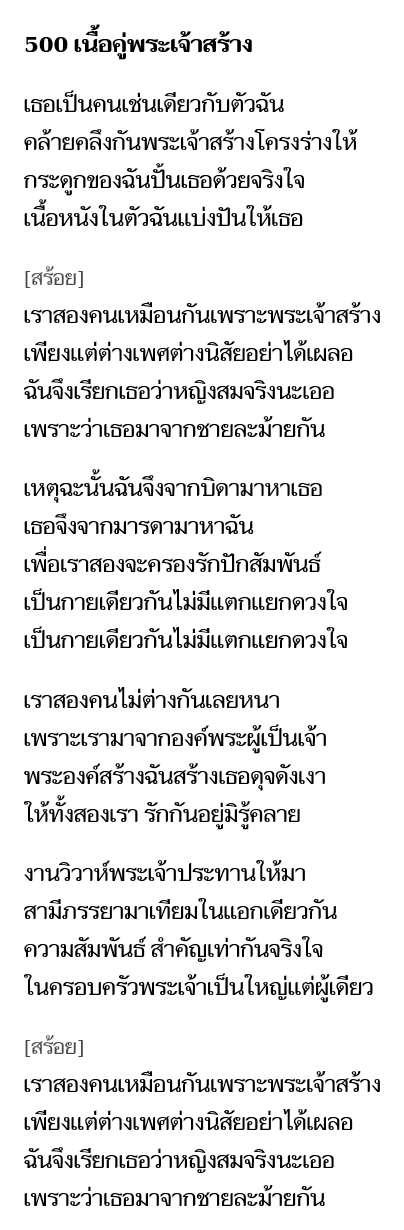 500 เนื้อคู่พระเจ้าสร้าง
เธอเป็นคนเช่นเดียวกับตัวฉัน
คล้ายคลึงกันพระเจ้าสร้างโครงร่างให้
กระดูกของฉันปั้นเธอด้วยจริงใจ
เนื้อหนังในตัวฉันแบ่งปันให้เธอ
[สร้อย]
เราสองคนเหมือนกันเพราะพระเจ้าสร้าง
เพียงแต่ต่างเพศต่างนิสัยอย่าได้เผลอ
ฉันจึงเรียกเธอว่าหญิงสมจริงนะเออ
เพราะว่าเธอมาจากชายละม้ายกัน
เหตุฉะนั้นฉันจึงจากบิดามาหาเธอ
เธอจึงจากมารดามาหาฉัน
เพื่อเราสองจะครองรักปักสัมพันธ์
เป็นกายเดียวกันไม่มีแตกแยกดวงใจ
เป็นกายเดียวกันไม่มีแตกแยกดวงใจ
เราสองคนไม่ต่างกันเลยหนา
เพราะเรามาจากองค์พระผู้เป็นเจ้า
พระองค์สร้างฉันสร้างเธอดุจดังเงา
ให้ทั้งสองเรา รักกันอยู่มิรู้คลาย
งานวิวาห์พระเจ้าประทานให้มา
สามีภรรยามาเทียมในแอกเดียวกัน
ความสัมพันธ์ สำคัญเท่ากันจริงใจ
ในครอบครัวพระเจ้าเป็นใหญ่แต่ผู้เดียว
[สร้อย]
เราสองคนเหมือนกันเพราะพระเจ้าสร้าง
เพียงแต่ต่างเพศต่างนิสัยอย่าได้เผลอ
ฉันจึงเรียกเธอว่าหญิงสมจริงนะเออ
เพราะว่าเธอมาจากชายละม้ายกัน